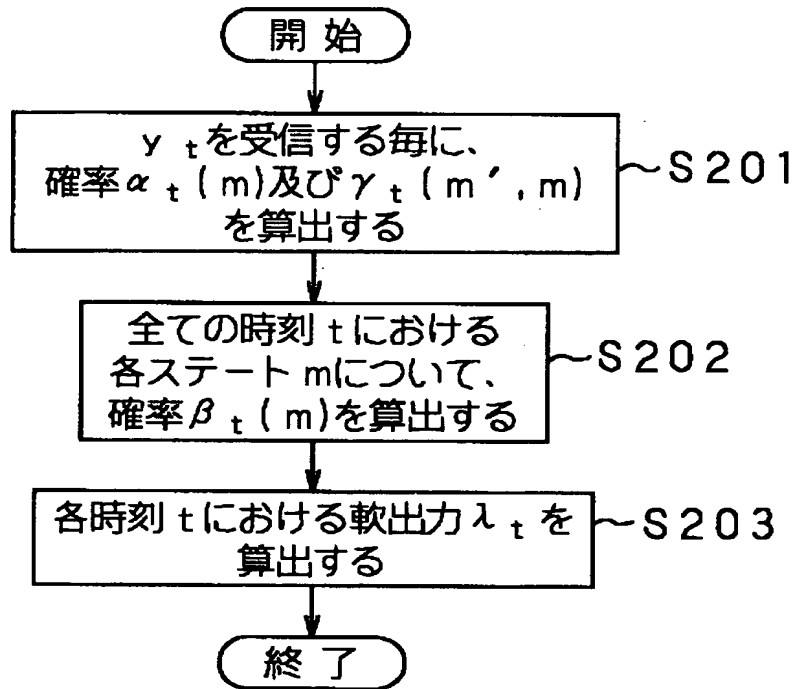 開始
y tを受信する毎に、
確率α t (m)及びγ t (m′,m)
を算出する
S201
全ての時刻tにおける
各ステートmについて、
確率β t (m)を算出する
S202
各時刻tにおける軟出力λ t を
算出する
S203
終了